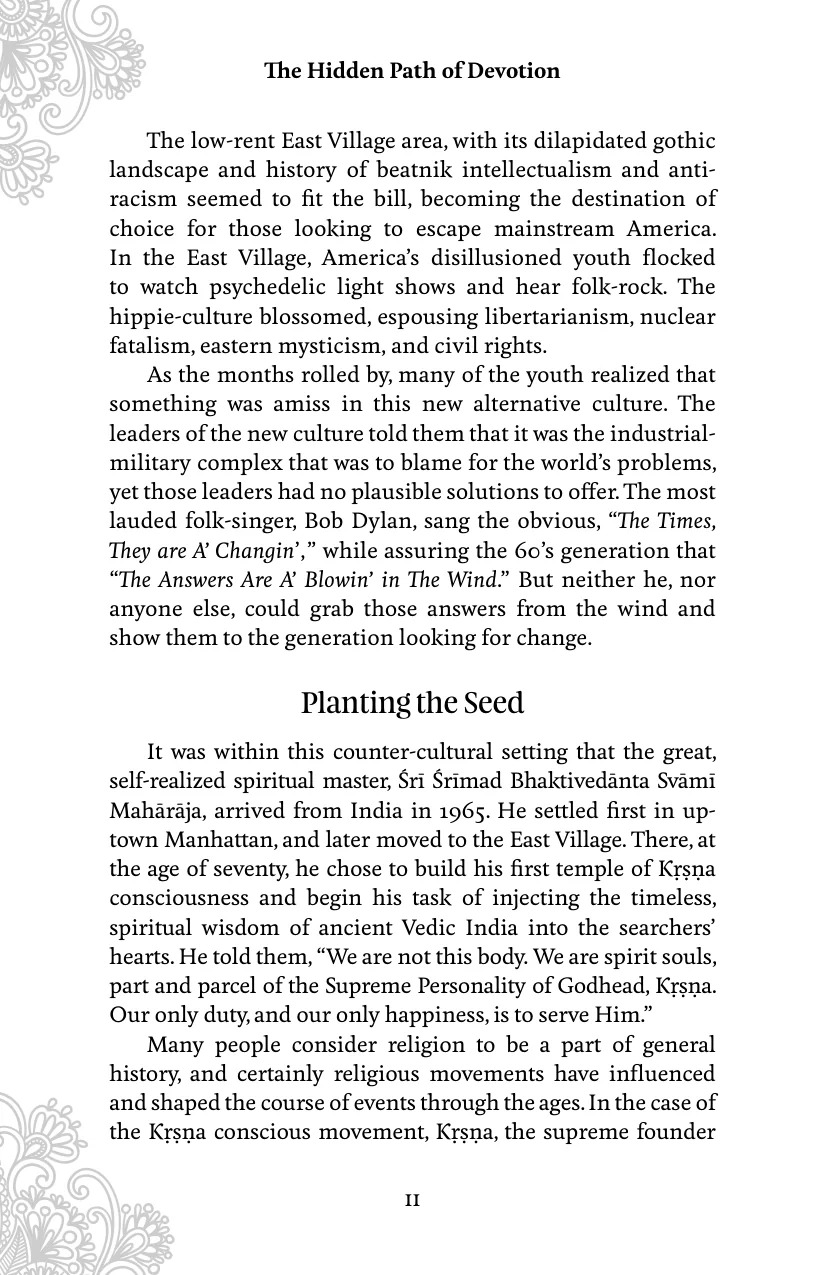 The Hidden Path of Devotion
The low-rent East Village area, with its dilapidated gothic
landscape and history of beatnik intellectualism and anti-
racism seemed to fit the bill, becoming the destination of
choice for those looking to escape mainstream America.
In the East Village, America’s disillusioned youth flocked
to watch psychedelic light shows and hear folk-rock. The
hippie-culture blossomed, espousing libertarianism, nuclear
fatalism, eastern mysticism, and civil rights.
As the months rolled by, many of the youth realized that
something was amiss in this new alternative culture. The
leaders of the new culture told them that it was the industrial-
military complex that was to blame for the world’s problems,
yet those leaders had no plausible solutions to offer. The most
lauded folk-singer, Bob Dylan, sang the obvious, “The Times,
They are A’ Changin’,” while assuring the 60’s generation that
“The Answers Are A’ Blowin’ in The Wind.” But neither he, nor
anyone else, could grab those answers from the wind and
show them to the generation looking for change.
Planting the Seed
It was within this counter-cultural setting that the great,
self-realized spiritual master, Śrī Śrīmad Bhaktivedānta Svāmī
Mahārāja, arrived from India in 1965. He settled first in up-
town Manhattan, and later moved to the East Village. There, at
the age of seventy, he chose to build his first temple of Kṛṣṇa
consciousness and begin his task of injecting the timeless,
spiritual wisdom of ancient Vedic India into the searchers’
hearts. He told them, “We are not this body. We are spirit souls,
part and parcel of the Supreme Personality of Godhead, Kṛṣṇa.
Our only duty, and our only happiness, is to serve Him.”
Many people consider religion to be a part of general
history, and certainly religious movements have influenced
and shaped the course of events through the ages. In the case of
the Kṛṣṇa conscious movement, Kṛṣṇa, the supreme founder
11